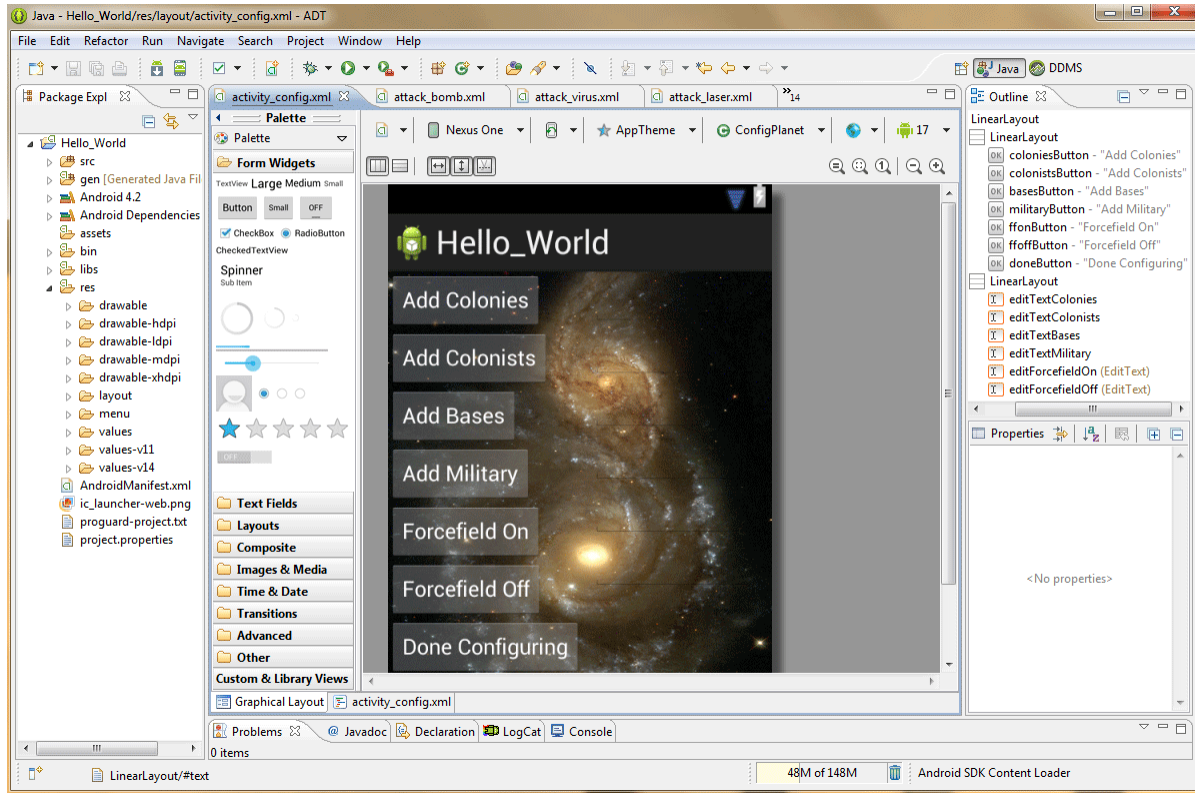 Java - Hello_World/res/layout/activity_config.xml - ADT
File Edit Refactor Run Navigate Search Project Window Help
Java DDMS
Package Expl
Hello_World
src
gen [Generated Java Fil
Android 4.2
Android Dependencies
assets
bin
libs
res
drawable
drawable-hdpi
drawable-ldpi
drawable-mdpi
drawable-xhdpi
layout
menu
values
values-v11
values-v14
AndroidManifest.xml
ic_launcher-web.png
proguard-project.txt
project.properties
activity_config.xml attack_bomb.xml attack_virus.xml attack_laser.xml »14
Palette
Palette
Form Widgets
TextView Large Medium Small
Button Small OFF
CheckBox RadioButton
CheckedTextView
Spinner
Sub Item
OFF
Text Fields
Layouts
Composite
Images & Media
Time & Date
Transitions
Advanced
Other
Custom & Library Views
Nexus One AppTheme ConfigPlanet 17
1
Hello_World
Add Colonies
Add Colonists
Add Bases
Add Military
Forcefield On
Forcefield Off
Done Configuring
Graphical Layout activity_config.xml
Outline
LinearLayout
LinearLayout
OK coloniesButton - "Add Colonies"
OK colonistsButton - "Add Colonists"
OK basesButton - "Add Bases"
OK militaryButton - "Add Military"
OK ffonButton - "Forcefield On"
OK ffoffButton - "Forcefield Off"
OK doneButton - "Done Configuring"
LinearLayout
editTextColonies
editTextColonists
editTextBases
editTextMilitary
editForcefieldOn (EditText)
editForcefieldOff (EditText)
Properties
<No properties>
Problems @ Javadoc Declaration LogCat Console
0 items
LinearLayout/#text
48M of 148M
Android SDK Content Loader